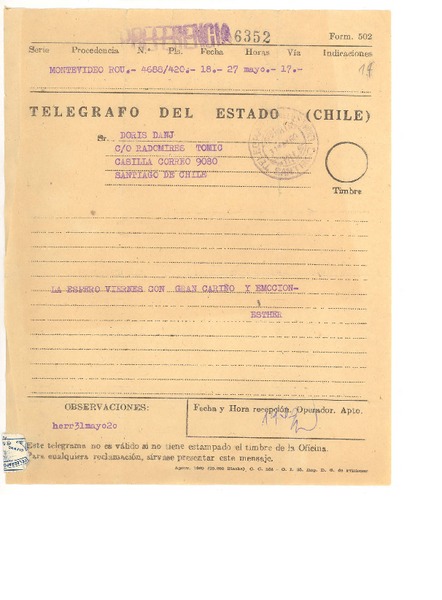 PREFERENCIA 6352 Form. 502
Serie Procedencia N.º Pls. Fecha Horas Vía Indicaciones
MONTEVIDEO ROU.- 4688/420.- 18.- 27 mayo.- 17.-
TELEGRAFO DEL ESTADO (CHILE)
Sr. DORIS DANJ
C/O RADOMIRES TOMIC
CASILLA CORREO 9080
SANTIAGO DE CHILE
Timbre
LA ESPERO VIERNES CON GRAN CARIÑO Y EMOCION-
ESTHER
OBSERVACIONES:
Fecha y Hora recepción. Operador. Apto.
herr31mayo2o
Este telegrama no es válido si no tiene estampado el timbre de la Oficina.
Para cualquiera reclamación, sírvase presentar este mensaje.